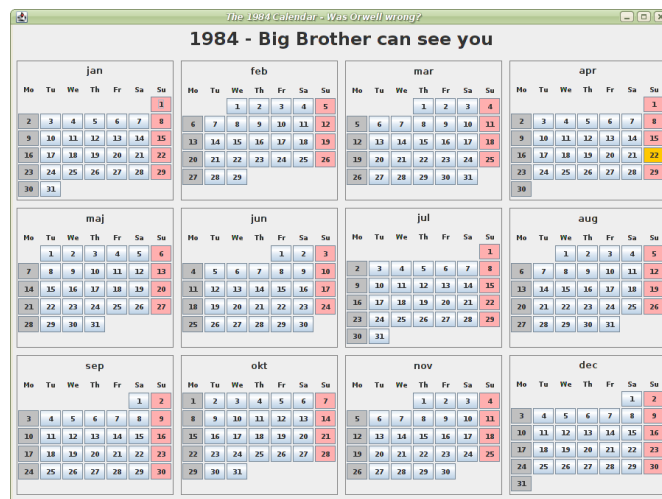 The 1984 Calendar - Was Orwell wrong?
1984 - Big Brother can see you
jan
Mo Tu We Th Fr Sa Su
1
2 3 4 5 6 7 8
9 10 11 12 13 14 15
16 17 18 19 20 21 22
23 24 25 26 27 28 29
30 31
feb
Mo Tu We Th Fr Sa Su
1 2 3 4 5
6 7 8 9 10 11 12
13 14 15 16 17 18 19
20 21 22 23 24 25 26
27 28 29
mar
Mo Tu We Th Fr Sa Su
1 2 3 4
5 6 7 8 9 10 11
12 13 14 15 16 17 18
19 20 21 22 23 24 25
26 27 28 29 30 31
apr
Mo Tu We Th Fr Sa Su
1
2 3 4 5 6 7 8
9 10 11 12 13 14 15
16 17 18 19 20 21 22
23 24 25 26 27 28 29
30
maj
Mo Tu We Th Fr Sa Su
1 2 3 4 5 6
7 8 9 10 11 12 13
14 15 16 17 18 19 20
21 22 23 24 25 26 27
28 29 30 31
jun
Mo Tu We Th Fr Sa Su
1 2 3
4 5 6 7 8 9 10
11 12 13 14 15 16 17
18 19 20 21 22 23 24
25 26 27 28 29 30
jul
Mo Tu We Th Fr Sa Su
1
2 3 4 5 6 7 8
9 10 11 12 13 14 15
16 17 18 19 20 21 22
23 24 25 26 27 28 29
30 31
aug
Mo Tu We Th Fr Sa Su
1 2 3 4 5
6 7 8 9 10 11 12
13 14 15 16 17 18 19
20 21 22 23 24 25 26
27 28 29 30 31
sep
Mo Tu We Th Fr Sa Su
1 2
3 4 5 6 7 8 9
10 11 12 13 14 15 16
17 18 19 20 21 22 23
24 25 26 27 28 29 30
okt
Mo Tu We Th Fr Sa Su
1 2 3 4 5 6 7
8 9 10 11 12 13 14
15 16 17 18 19 20 21
22 23 24 25 26 27 28
29 30 31
nov
Mo Tu We Th Fr Sa Su
1 2 3 4
5 6 7 8 9 10 11
12 13 14 15 16 17 18
19 20 21 22 23 24 25
26 27 28 29 30
dec
Mo Tu We Th Fr Sa Su
1 2
3 4 5 6 7 8 9
10 11 12 13 14 15 16
17 18 19 20 21 22 23
24 25 26 27 28 29 30
31